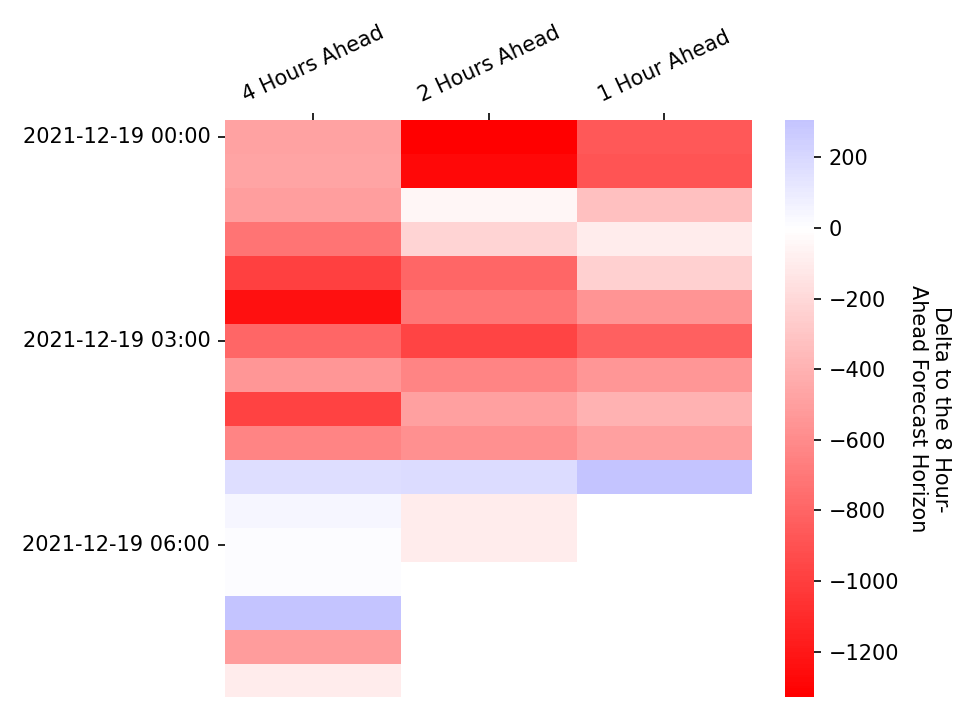 4 Hours Ahead
2 Hours Ahead
1 Hour Ahead
2021-12-19 00:00
2021-12-19 03:00
2021-12-19 06:00
200
0
−200
−400
−600
−800
−1000
−1200
Delta to the 8 Hour-
Ahead Forecast Horizon